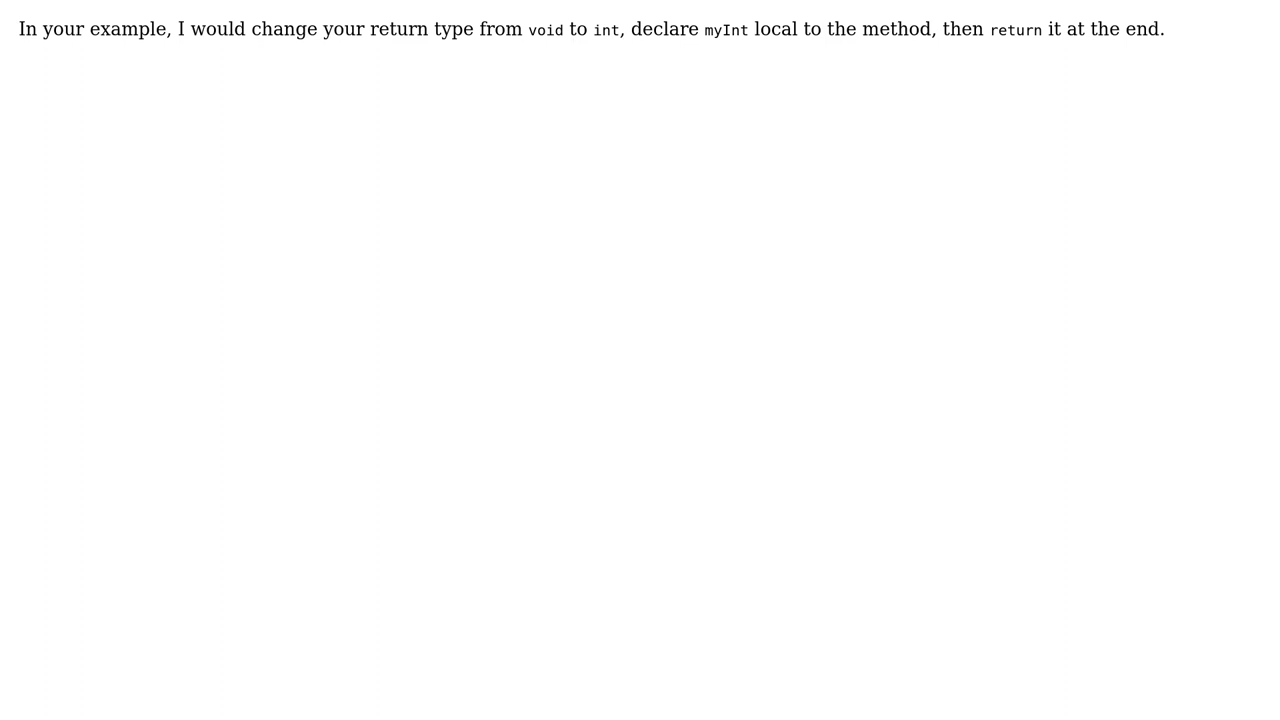 In your example, I would change your return type from void to int, declare myInt local to the method, then return it at the end.